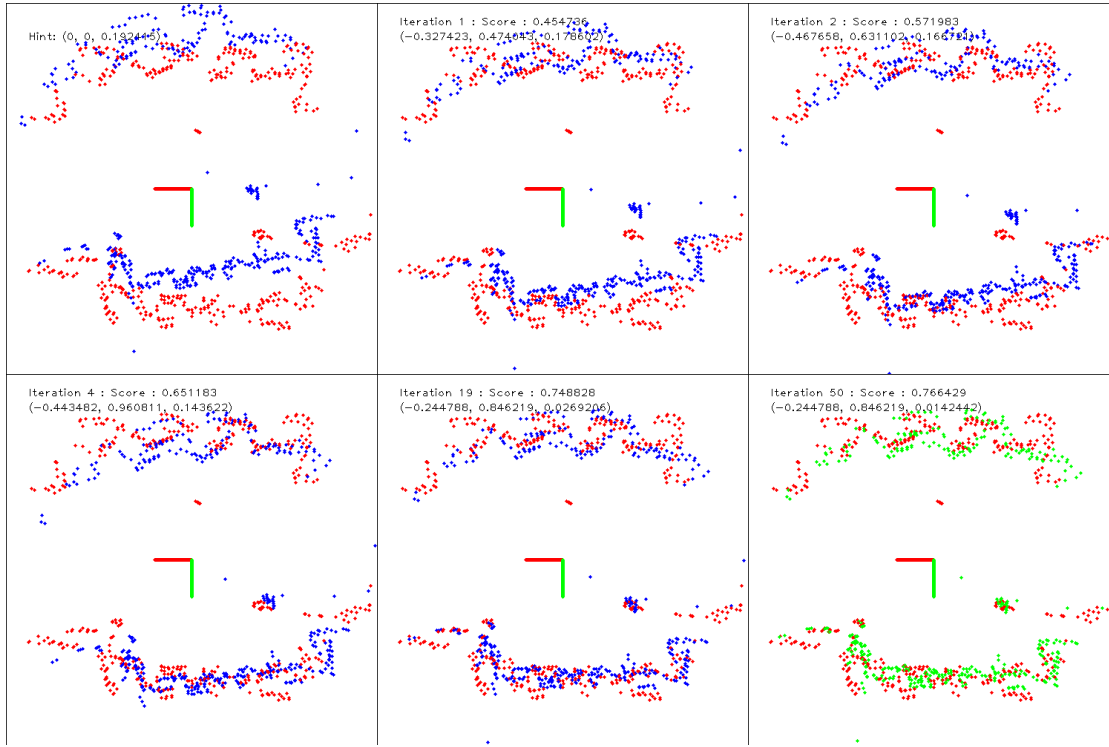 Hint: (0, 0, 0.192415)
Iteration 1 : Score : 0.454736
(-0.327423, 0.474043, 0.178602)
Iteration 2 : Score : 0.571983
(-0.467658, 0.631102, 0.166721)
Iteration 4 : Score : 0.651183
(-0.443482, 0.960811, 0.143622)
Iteration 19 : Score : 0.748828
(-0.244788, 0.846219, 0.0269206)
Iteration 50 : Score : 0.766429
(-0.244788, 0.846219, 0.0142442)